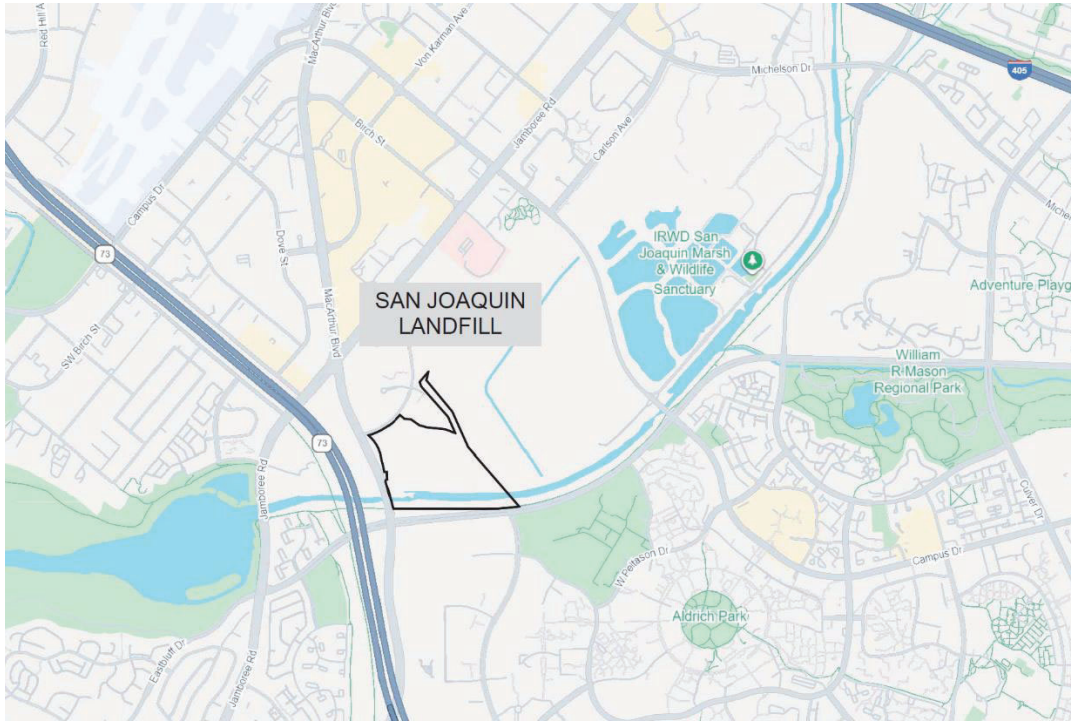 Red Hill A
MacArthur Blvd
Von Karman Ave
Michelson Dr
405
Birch St
Jamboree Rd
Carlson Ave
Campus Dr
73
Dove St
IRWD San
Joaquin Marsh
& Wildlife
Sanctuary
Miche
Adventure Playg
SAN JOAQUIN
LANDFILL
MacArthur Blvd
SW Birch St
William
R Mason
Regional Park
73
Jamboree Rd
Culver Dr
Campus Dr
W Peltason Dr
Aldrich Park
Eastbluff Dr
Jamboree Rd